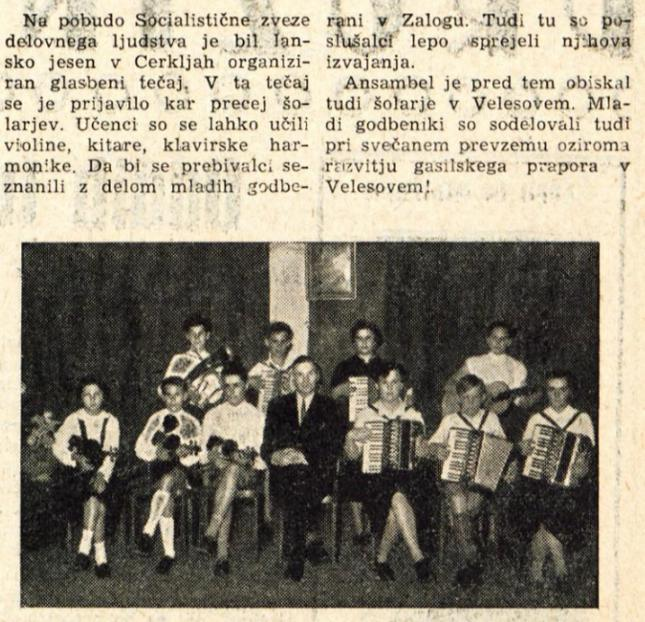 Na pobudo Socialistične zveze
delovnega ljudstva je bil lan-
sko jesen v Cerkljah organizi-
ran glasbeni tečaj. V ta tečaj
se je prijavilo kar precej šo-
larjev. Učenci so se lahko učili
violine, kitare, klavirske har-
monike. Da bi se prebivalci se-
znanili z delom mladih godbe-
rani v Zalogu. Tudi tu so po-
slušalci lepo sprejeli njihova
izvajanja.
Ansambel je pred tem obiskal
tudi šolarje v Velesovem. Mla-
di godbeniki so sodelovali tudi
pri svečanem prevzemu oziroma
razvitju gasilskega prapora v
Velesovem!